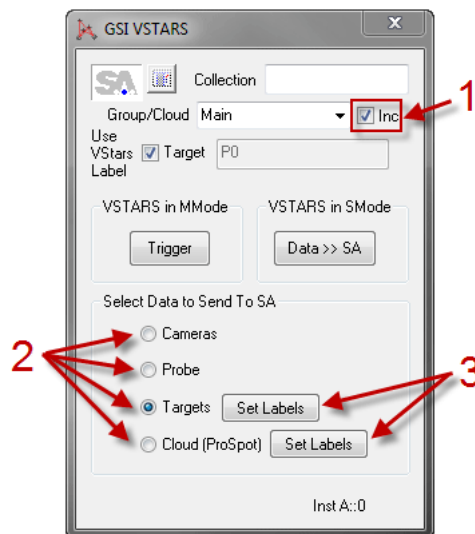 GSI VSTARS
X
SA
Collection
1
Group/Cloud Main Inc
Use
VStars Target P0
Label
VSTARS in MMode VSTARS in SMode
Trigger Data >> SA
Select Data to Send To SA
2
Cameras
Probe
3
Targets Set Labels
Cloud (ProSpot) Set Labels
Inst A::0